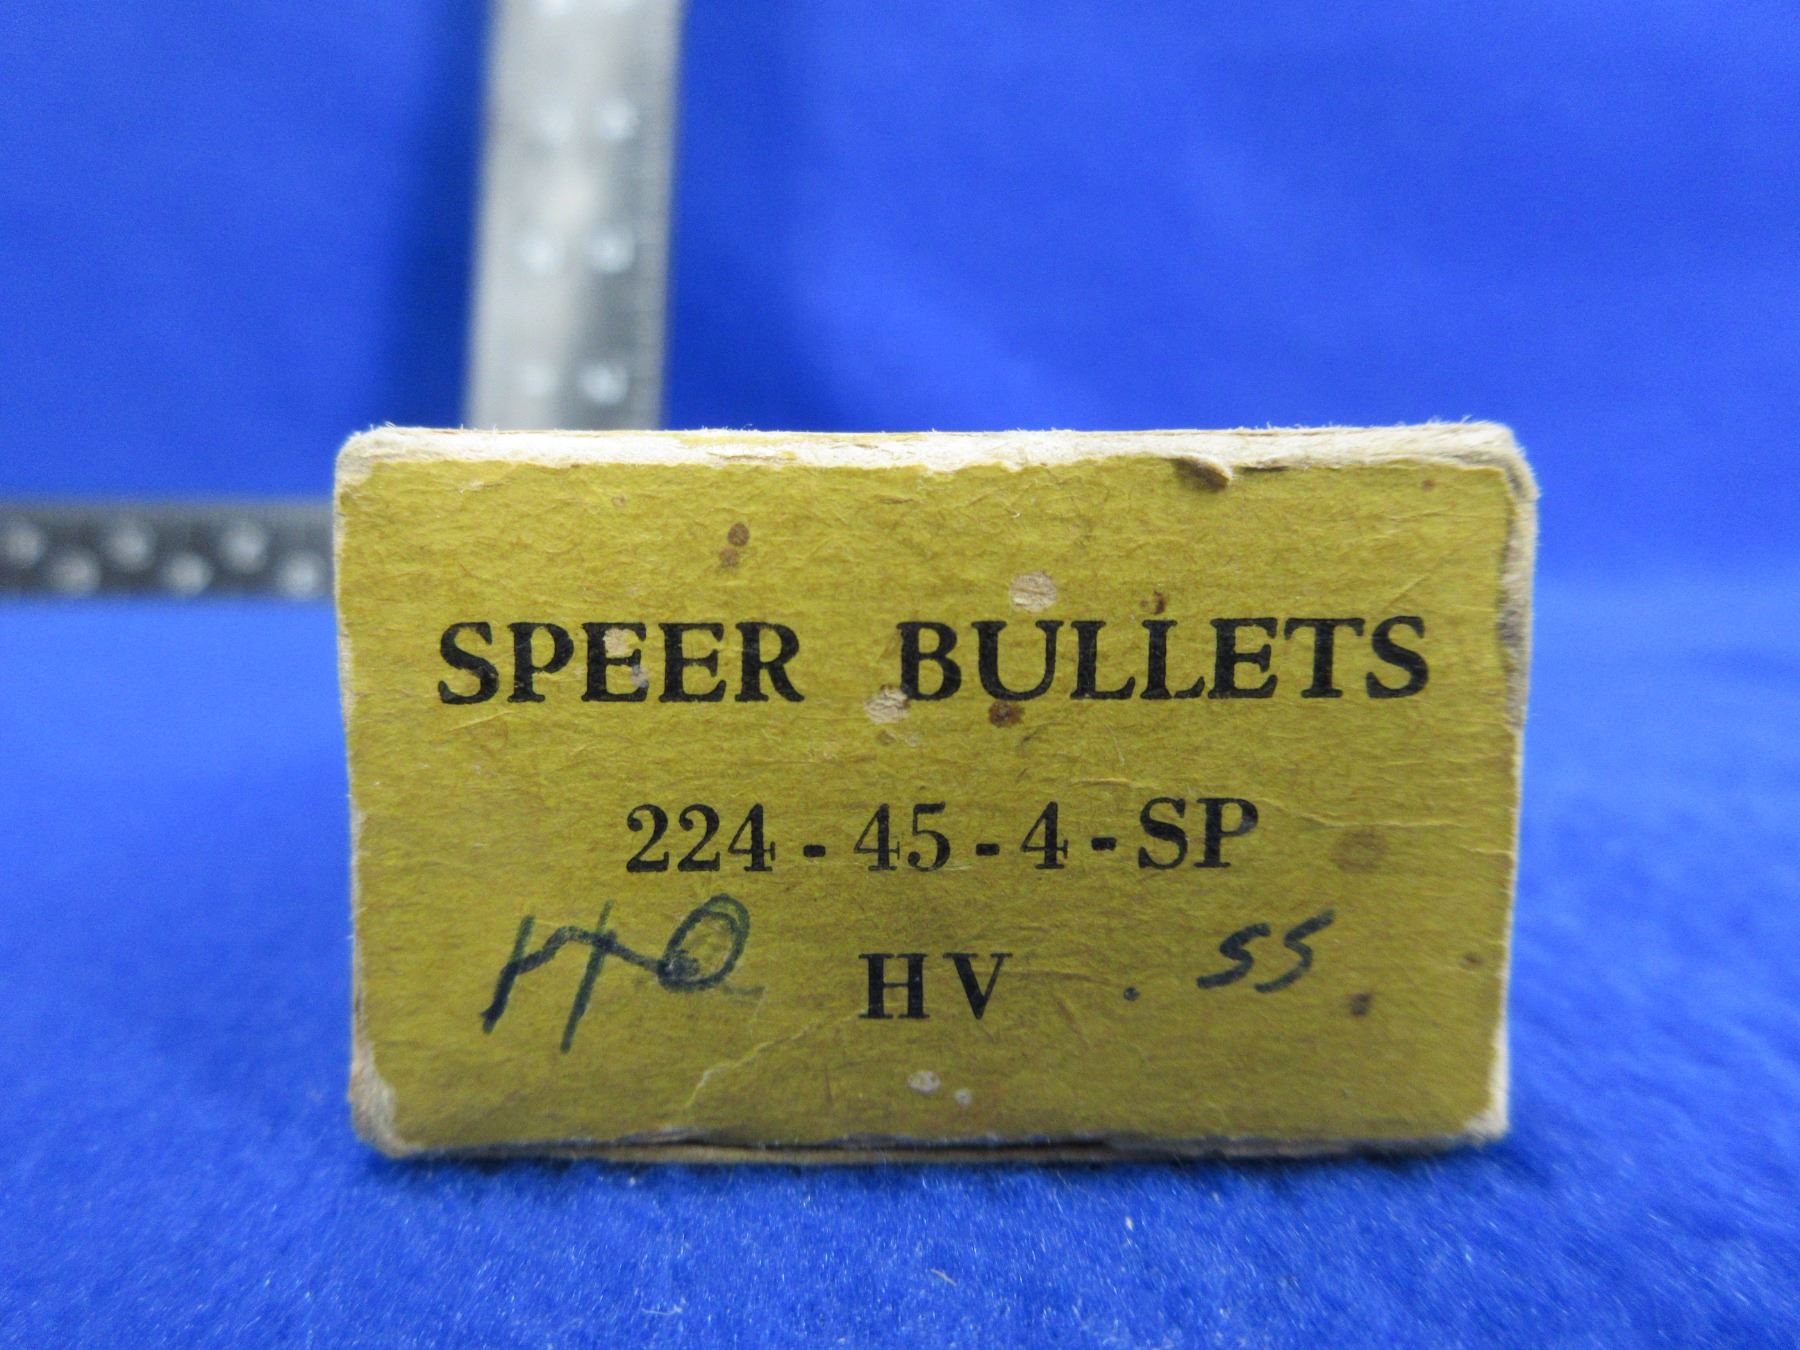 SPEER BULLETS
224-45-4-SP
HV . 55